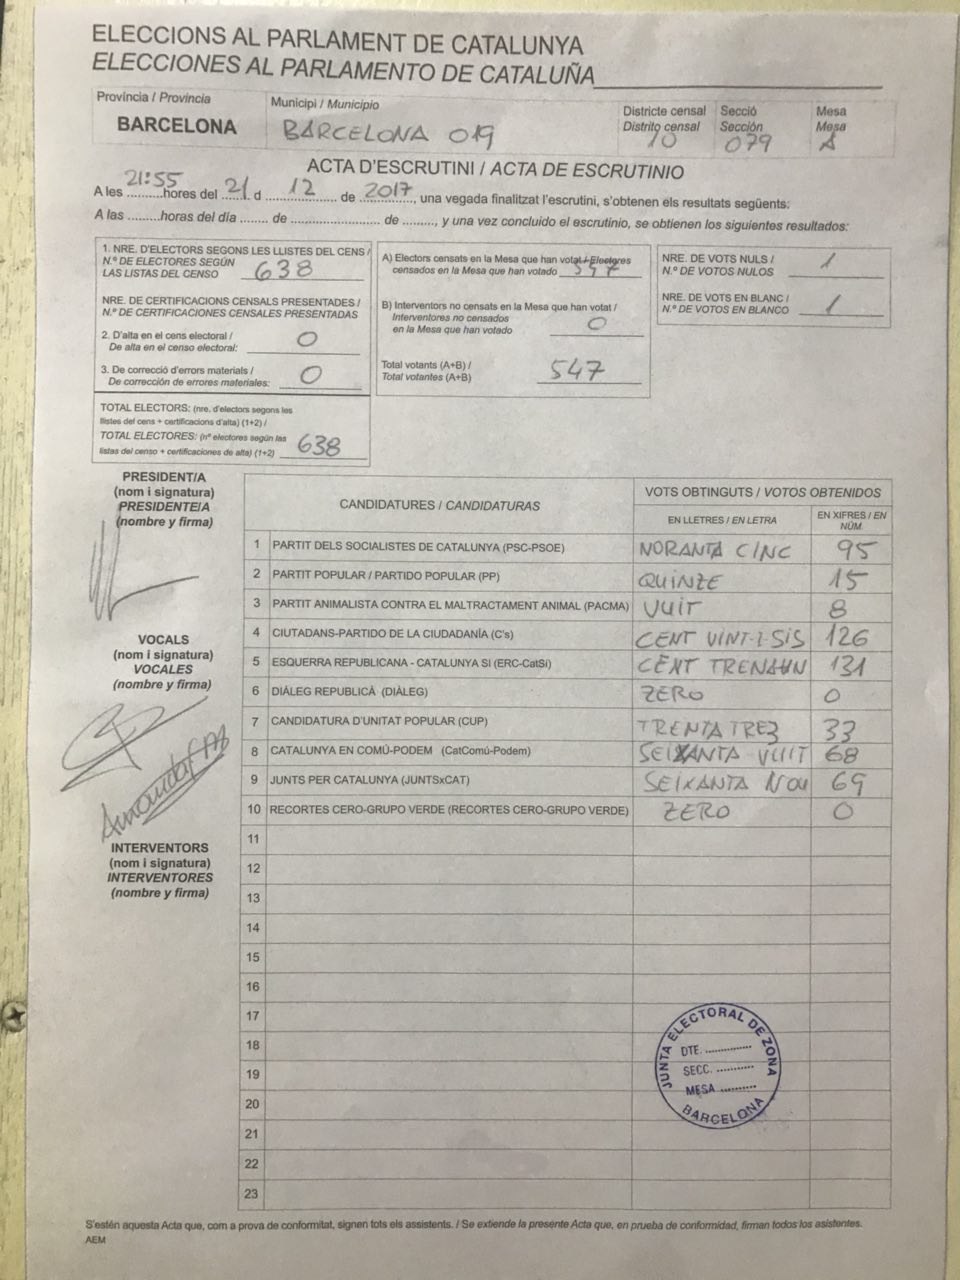 ELECCIONS AL PARLAMENT DE CATALUNYA
ELECCIONES AL PARLAMENTO DE CATALUÑA
Provincia / Provincia
BARCELONA
Municipi / Municipio
BARCELONA 019
Districte censal
Distrito censal
10
Secció
Sección
079
Mesa
Mesa
A
ACTA D'ESCRUTINI / ACTA DE ESCRUTINIO
A les 21:55 hores del 21 d 12 de 2017, una vegada finalitzat l'escrutini, s'obtenen els resultats següents:
A las .........horas del día ....... de ........................ de ........, y una vez concluido el escrutinio, se obtienen los siguientes resultados:
1. NRE. D'ELECTORS SEGONS LES LLISTES DEL CENS /
N.º DE ELECTORES SEGÚN
LAS LISTAS DEL CENSO 638
NRE. DE CERTIFICACIONS CENSALS PRESENTADES /
N.º DE CERTIFICACIONES CENSALES PRESENTADAS
2. D'alta en el cens electoral /
De alta en el censo electoral: 0
3. De correcció d'errors materials /
De corrección de errores materiales: 0
TOTAL ELECTORS: (nre. d'electors segons les
llistes del cens + certificacions d'alta) (1+2) /
TOTAL ELECTORES: (nº electores según las
listas del censo + certificaciones de alta) (1+2) 638
A) Electors censats en la Mesa que han votat / Electores
censados en la Mesa que han votado 547
B) Interventors no censats en la Mesa que han votat /
Interventores no censados
en la Mesa que han votado 0
Total votants (A+B) /
Total votantes (A+B) 547
NRE. DE VOTS NULS /
N.º DE VOTOS NULOS 1
NRE. DE VOTS EN BLANC /
N.º DE VOTOS EN BLANCO 1
PRESIDENT/A
(nom i signatura)
PRESIDENTE/A
(nombre y firma)
VOCALS
(nom i signatura)
VOCALES
(nombre y firma)
INTERVENTORS
(nom i signatura)
INTERVENTORES
(nombre y firma)
CANDIDATURES / CANDIDATURAS
VOTS OBTINGUTS / VOTOS OBTENIDOS
EN LLETRES / EN LETRA
EN XIFRES / EN NÚM.
1 PARTIT DELS SOCIALISTES DE CATALUNYA (PSC-PSOE) NORANTA CINC 95
2 PARTIT POPULAR / PARTIDO POPULAR (PP) QUINZE 15
3 PARTIT ANIMALISTA CONTRA EL MALTRACTAMENT ANIMAL (PACMA) VUIT 8
4 CIUTADANS-PARTIDO DE LA CIUDADANÍA (C's) CENT VINT-I-SIS 126
5 ESQUERRA REPUBLICANA - CATALUNYA SI (ERC-CatSí) CENT 131
6 DIÀLEG REPUBLICÀ (DIÀLEG) ZERO 0
7 CANDIDATURA D'UNITAT POPULAR (CUP) TRENTA TRES 33
8 CATALUNYA EN COMÚ-PODEM (CatComú-Podem) SEIXANTA VUIT 68
9 JUNTS PER CATALUNYA (JUNTSxCAT) SEIXANTA NOU 69
10 RECORTES CERO-GRUPO VERDE (RECORTES CERO-GRUPO VERDE) ZERO 0
11
12
13
14
15
16
17
18
19
20
21
22
23
JUNTA ELECTORAL DE ZONA
DTE. ............
SECC. ............
MESA ............
BARCELONA
S'estén aquesta Acta que, com a prova de conformitat, signen tots els assistents. / Se extiende la presente Acta que, en prueba de conformidad, firman todos los asistentes.
AEM